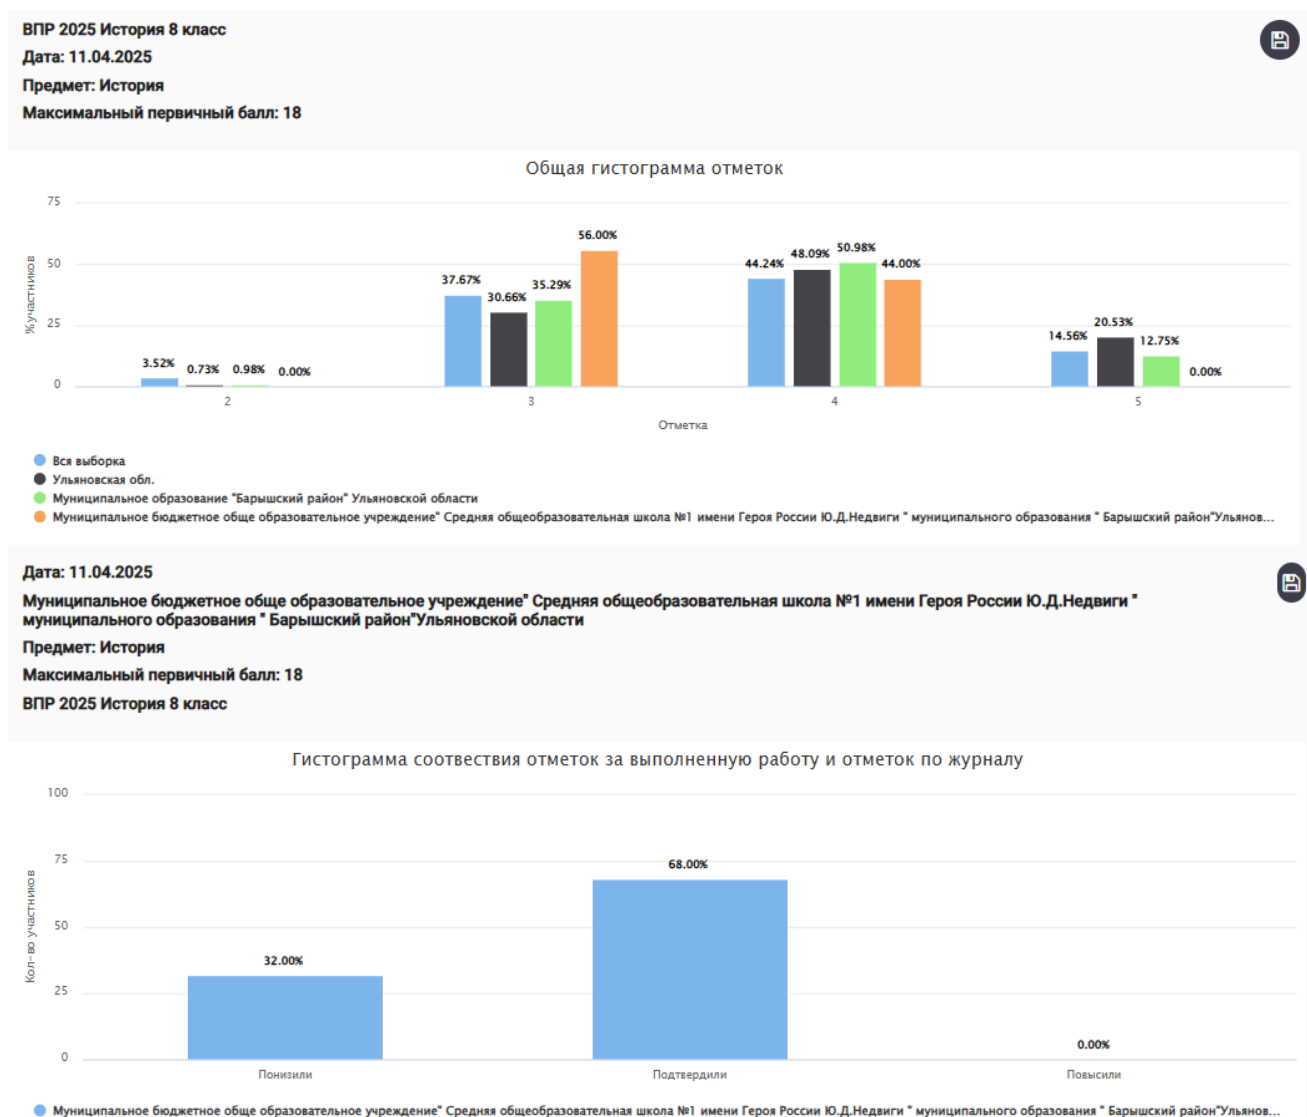 ВПР 2025 История 8 класс
Дата: 11.04.2025
Предмет: История
Максимальный первичный балл: 18
Общая гистограмма отметок
75
50
25
0
% участников
3.52% 0.73% 0.98% 0.00%
37.67% 30.66% 35.29% 56.00%
44.24% 48.09% 50.98% 44.00%
14.56% 20.53% 12.75% 0.00%
2 3 4 5
Отметка
Вся выборка
Ульяновская обл.
Муниципальное образование "Барышский район" Ульяновской области
Муниципальное бюджетное обще образовательное учреждение" Средняя общеобразовательная школа №1 имени Героя России Ю.Д.Недвиги " муниципального образования " Барышский район"Ульянов...
Дата: 11.04.2025
Муниципальное бюджетное обще образовательное учреждение" Средняя общеобразовательная школа №1 имени Героя России Ю.Д.Недвиги "
муниципального образования " Барышский район"Ульяновской области
Предмет: История
Максимальный первичный балл: 18
ВПР 2025 История 8 класс
Гистограмма соотвествия отметок за выполненную работу и отметок по журналу
100
75
50
25
0
Кол-во участников
32.00% 68.00% 0.00%
Понизили Подтвердили Повысили
Муниципальное бюджетное обще образовательное учреждение" Средняя общеобразовательная школа №1 имени Героя России Ю.Д.Недвиги " муниципального образования " Барышский район"Ульянов...